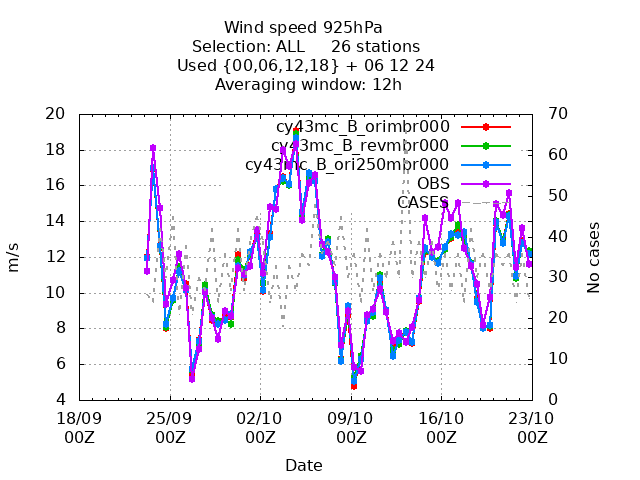 Wind speed 925hPa
Selection: ALL     26 stations
Used {00,06,12,18} + 06 12 24
Averaging window: 12h
cy43mc_B_orimbr000
cy43mc_B_revmbr000
cy43mc_B_ori250mbr000
OBS
CASES
20
18
16
14
12
10
8
6
4
m/s
70
60
50
40
30
20
10
0
No cases
18/09 25/09 02/10 09/10 16/10 23/10
00Z 00Z 00Z 00Z 00Z 00Z
Date